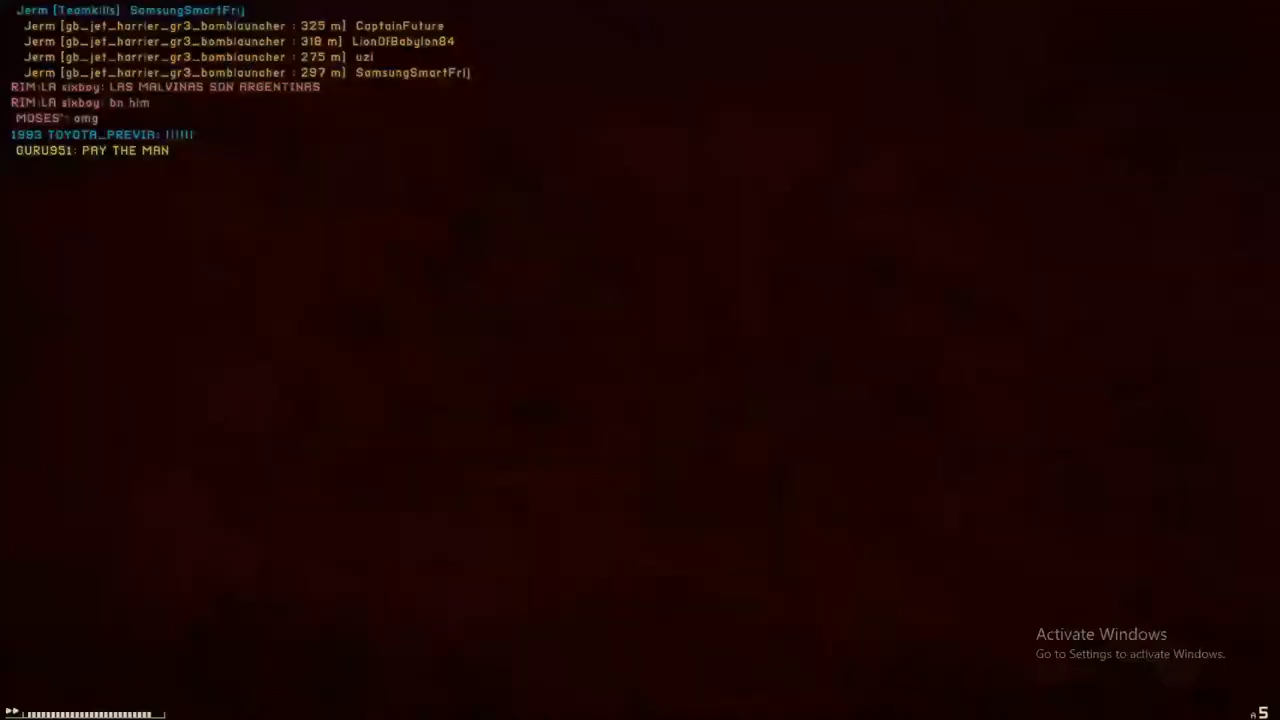 Jerm [Teamkills] SamsungSmartFrij
Jerm [gb_jet_harrier_gr3_bomblauncher : 325 m] CaptainFuture
Jerm [gb_jet_harrier_gr3_bomblauncher : 318 m] LionOfBabylon84
Jerm [gb_jet_harrier_gr3_bomblauncher : 275 m] uzi
Jerm [gb_jet_harrier_gr3_bomblauncher : 297 m] SamsungSmartFrij
RIM:LA sixboy: LAS MALVINAS SON ARGENTINAS
RIM:LA sixboy: bn him
MOSES: omg
1993 TOYOTA_PREVIA: !!!!!!
GURU951: PAY THE MAN
Activate Windows
Go to Settings to activate Windows.
A 5